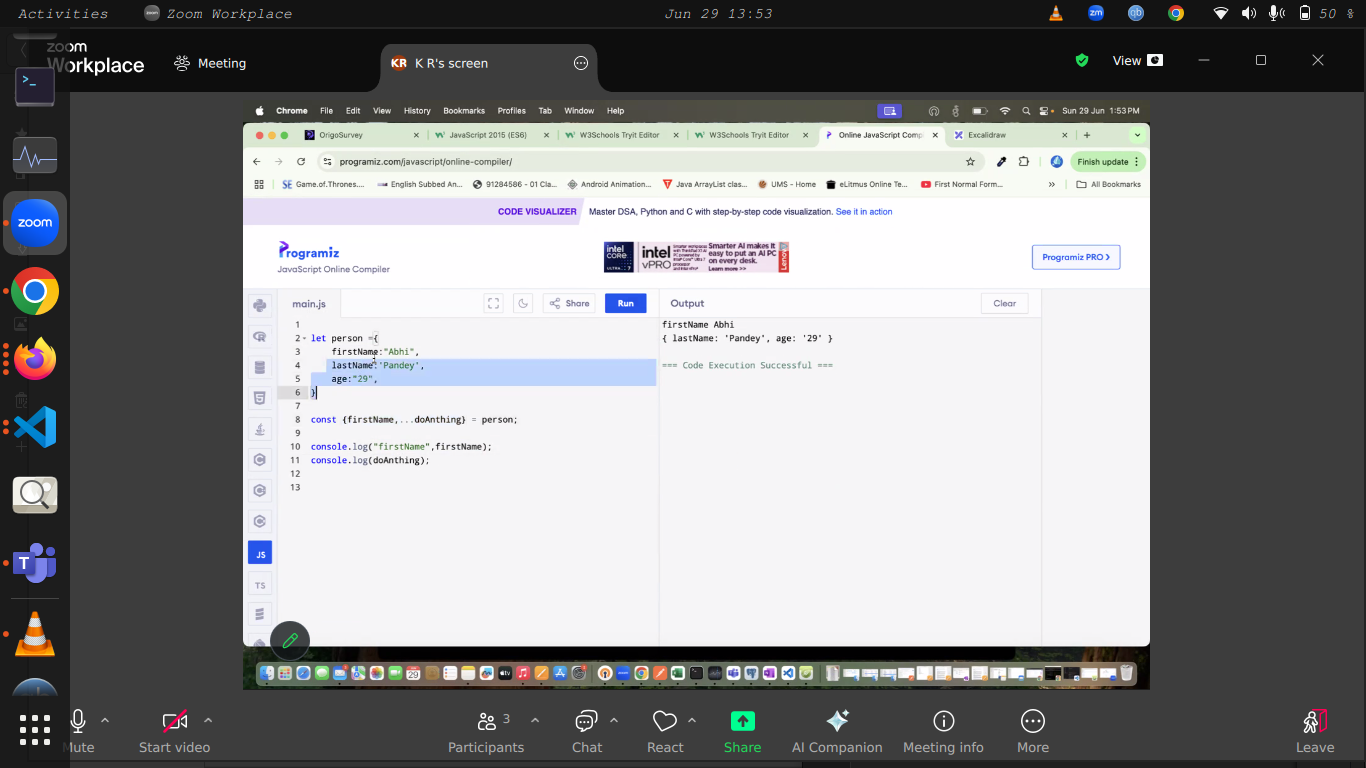 Activities
Zoom Workplace
Jun 29 13:53
zm
qb
50 %
zoom
Workplace
Meeting
KR K R's screen
View
Chrome File Edit View History Bookmarks Profiles Tab Window Help
Sun 29 Jun 1:53 PM
OrigoSurvey
JavaScript 2015 (ES6)
W3Schools Tryit Editor
W3Schools Tryit Editor
Online JavaScript Comp
Excalidraw
programiz.com/javascript/online-compiler/
Finish update
Game.of.Thrones....
English Subbed An...
91284586 - 01 Cla...
Android Animation...
Java ArrayList clas...
UMS - Home
eLitmus Online Te...
First Normal Form...
All Bookmarks
CODE VISUALIZER Master DSA, Python and C with step-by-step code visualization. See it in action
Programiz
JavaScript Online Compiler
intel CORE ULTRA
intel vPRO
Smarter AI makes it easy to put an AI PC on every desk.
Learn more >>
Lenovo
Programiz PRO >
main.js
Share
Run
Output
Clear
1
2 let person ={
3 firstName:"Abhi",
4 lastName:'Pandey',
5 age:"29",
6 }
7
8 const {firstName,...doAnthing} = person;
9
10 console.log("firstName",firstName);
11 console.log(doAnthing);
12
13
firstName Abhi
{ lastName: 'Pandey', age: '29' }
=== Code Execution Successful ===
JS
TS
zoom
T
29
Mute
Start video
Participants 3
Chat
React
Share
AI Companion
Meeting info
More
Leave